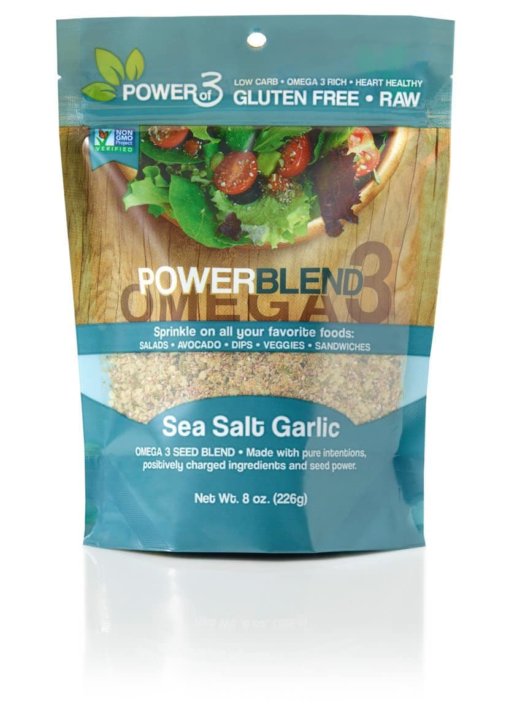 POWER of 3
LOW CARB • OMEGA 3 RICH • HEART HEALTHY
GLUTEN FREE • RAW
NON
GMO
Project
VERIFIED
POWERBLEND
OMEGA3
Sprinkle on all your favorite foods:
SALADS • AVOCADO • DIPS • VEGGIES • SANDWICHES
Sea Salt Garlic
OMEGA 3 SEED BLEND • Made with pure intentions,
positively charged ingredients and seed power.
Net Wt. 8 oz. (226g)